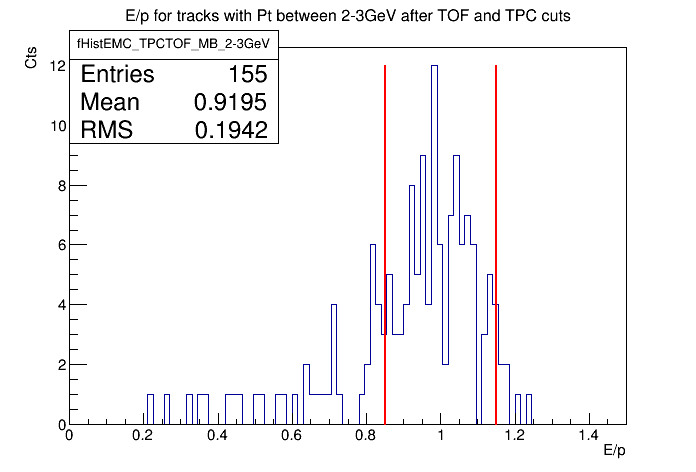 E/p for tracks with Pt between 2-3GeV after TOF and TPC cuts
Cts
fHistEMC_TPCTOF_MB_2-3GeV
Entries 155
Mean 0.9195
RMS 0.1942
12
10
8
6
4
2
0
0 0.2 0.4 0.6 0.8 1 1.2 1.4
E/p